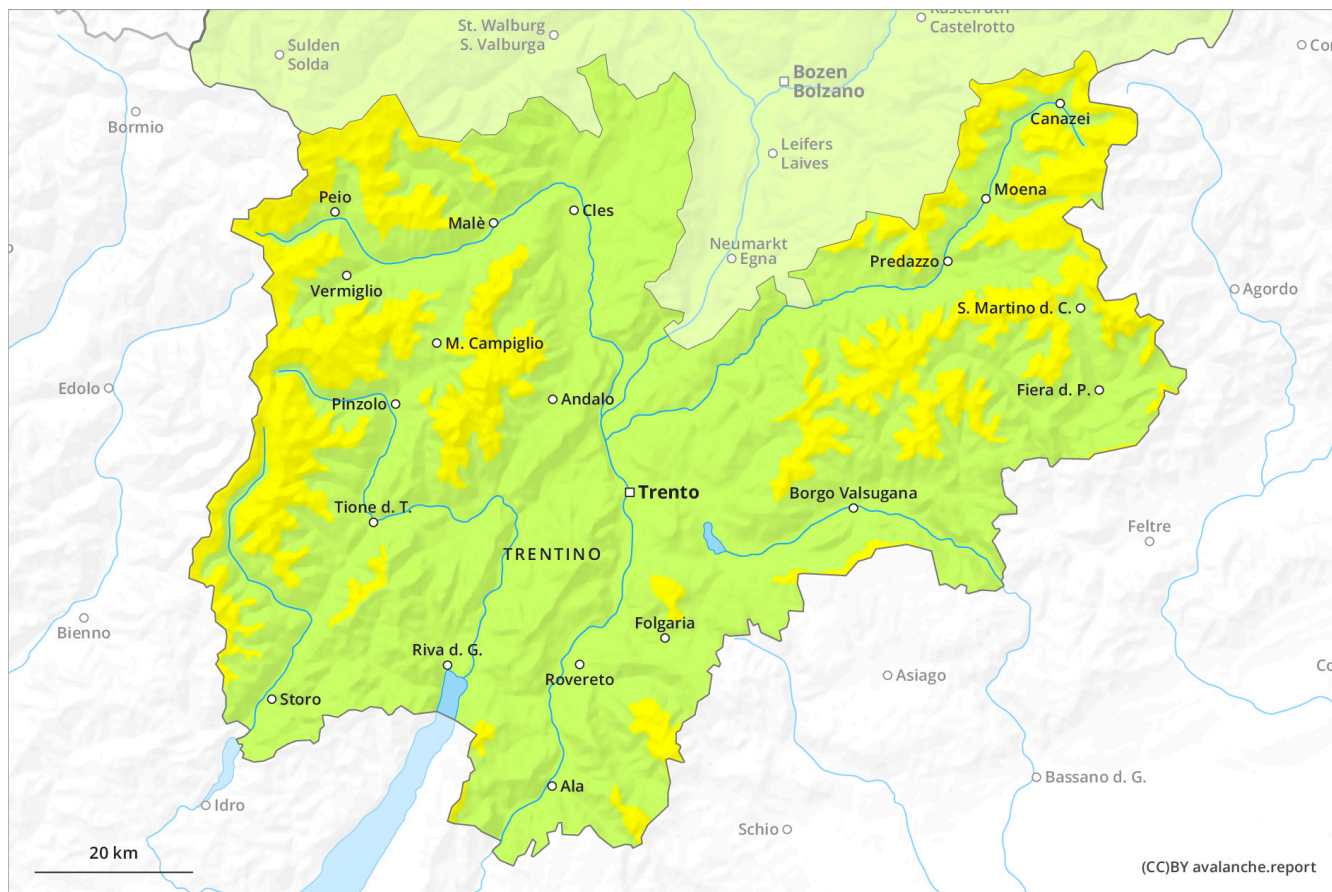 Kastelruth
Castelrotto
St. Walburg
S. Valburga
Sulden
Solda
Bozen
Bolzano
Bormio
Canazei
Leifers
Laives
Peio
Moena
Malè
Cles
Neumarkt
Egna
Predazzo
Vermiglio
Agordo
S. Martino d. C.
M. Campiglio
Edolo
Fiera d. P.
Andalo
Pinzolo
Trento
Borgo Valsugana
Tione d. T.
Feltre
TRENTINO
Bienno
Folgaria
Riva d. G.
Asiago
Rovereto
Storo
Bassano d. G.
Ala
Idro
Schio
20 km
(CC)BY avalanche.report